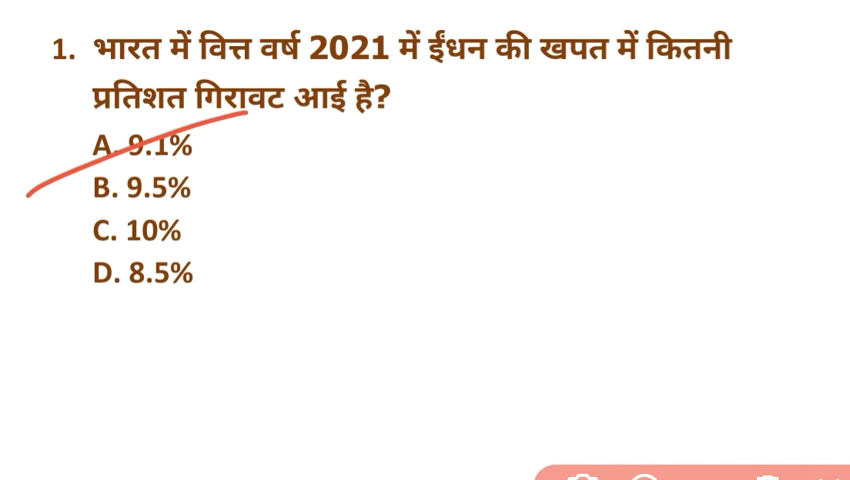 1. भारत में वित्त वर्ष 2021 में ईंधन की खपत में कितनी
प्रतिशत गिरावट आई है?
A. 9.1%
B. 9.5%
C. 10%
D. 8.5%